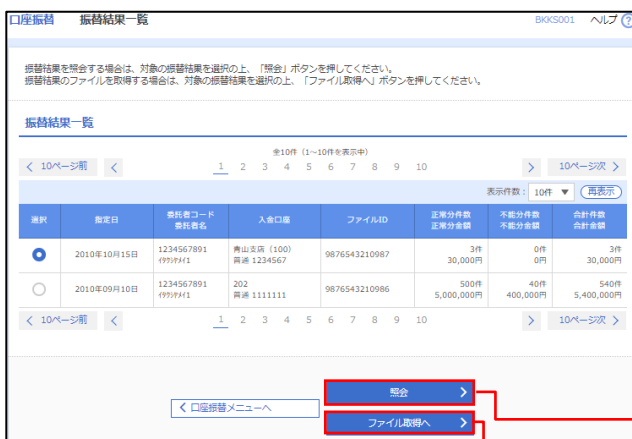 口座振替 振替結果一覧 BKKS001 ヘルプ ?
振替結果を照会する場合は、対象の振替結果を選択の上、「照会」ボタンを押してください。
振替結果のファイルを取得する場合は、対象の振替結果を選択の上、「ファイル取得へ」ボタンを押してください。
振替結果一覧
全10件（1～10件を表示中）
< 10ページ前 < 1 2 3 4 5 6 7 8 9 10 > 10ページ次 >
表示件数： 10件 ▼ 再表示
選択 指定日 委託者コード 入金口座 ファイルID 正常分件数 不能分件数 合計件数
委託者名 正常分金額 不能分金額 合計金額
2010年10月15日 1234567891 青山支店（100） 9876543210987 3件 0件 3件
ｲﾀｸｼﾔﾒｲ1 普通 1234567 30,000円 0円 30,000円
2010年09月10日 1234567891 202 9876543210986 500件 40件 540件
ｲﾀｸｼﾔﾒｲ1 普通 1111111 5,000,000円 400,000円 5,400,000円
< 10ページ前 < 1 2 3 4 5 6 7 8 9 10 > 10ページ次 >
照会 >
< 口座振替メニューへ
ファイル取得へ >